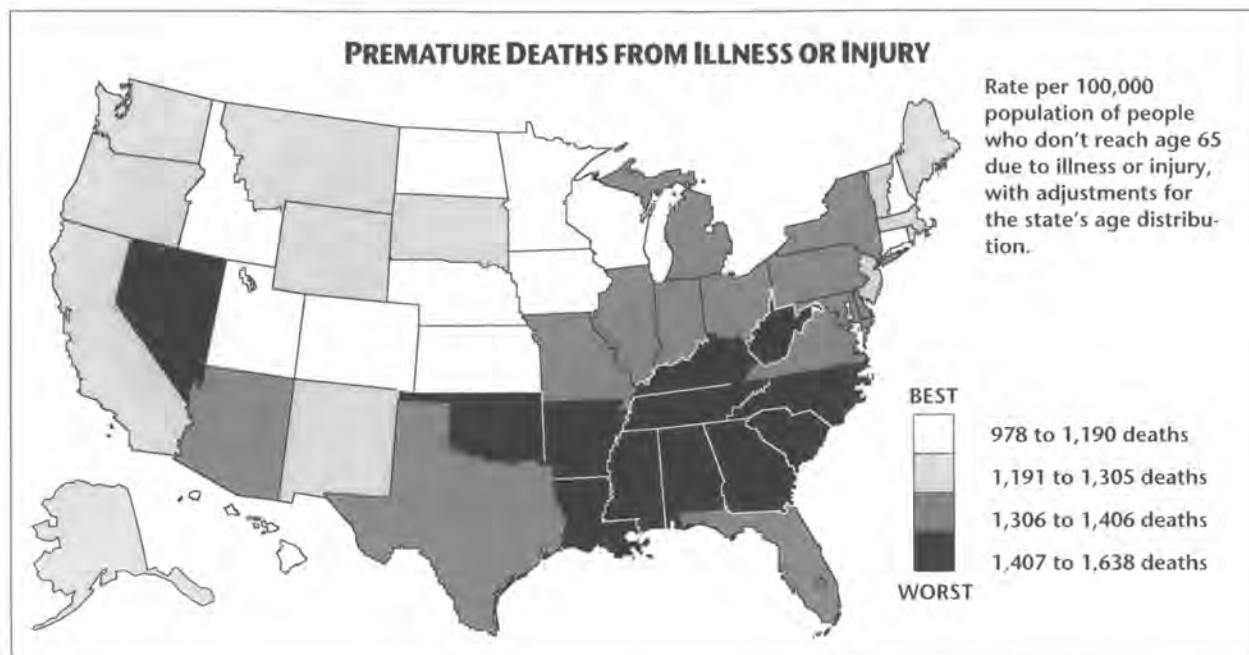 PREMATURE DEATHS FROM ILLNESS OR INJURY
Rate per 100,000
population of people
who don't reach age 65
due to illness or injury,
with adjustments for
the state's age distribu-
tion.
BEST
978 to 1,190 deaths
1,191 to 1,305 deaths
1,306 to 1,406 deaths
1,407 to 1,638 deaths
WORST